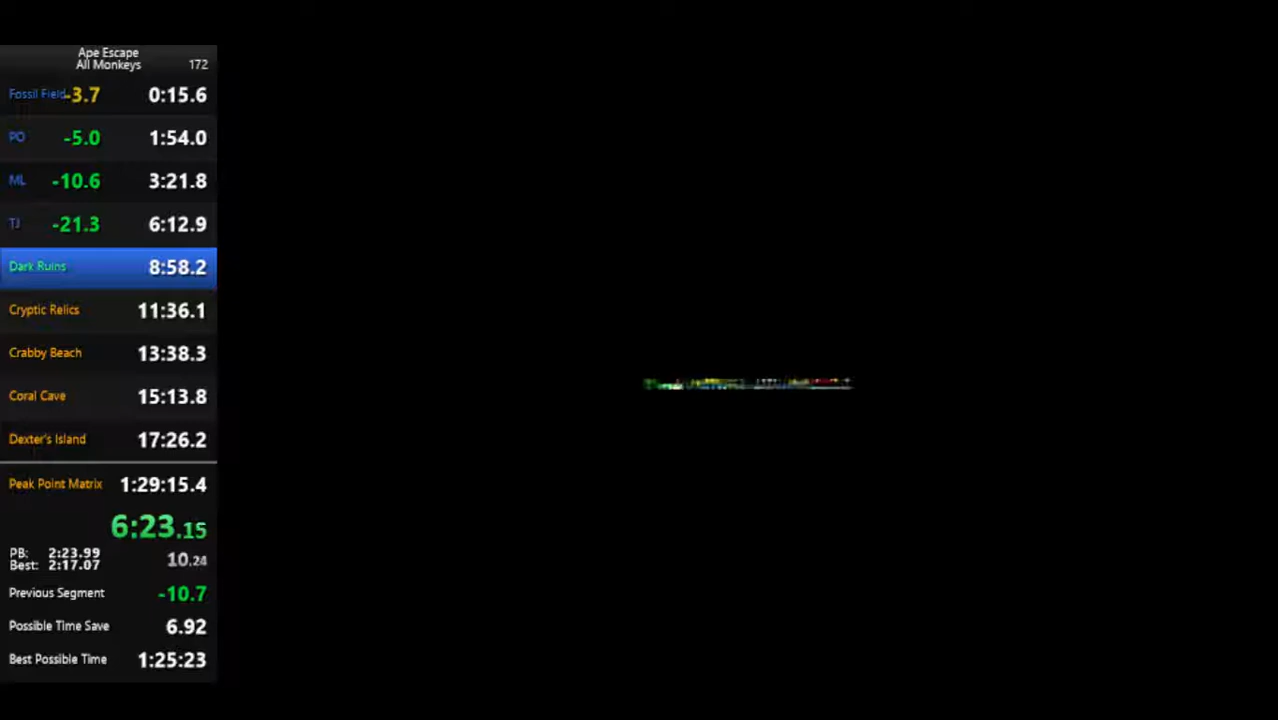 Ape Escape
All Monkeys 172
Fossil Field -3.7 0:15.6
PO -5.0 1:54.0
ML -10.6 3:21.8
TJ -21.3 6:12.9
Dark Ruins 8:58.2
Cryptic Relics 11:36.1
Crabby Beach 13:38.3
Coral Cave 15:13.8
Dexter's Island 17:26.2
Peak Point Matrix 1:29:15.4
6:23.15
PB: 2:23.99
Best: 2:17.07 10.24
Previous Segment -10.7
Possible Time Save 6.92
Best Possible Time 1:25:23